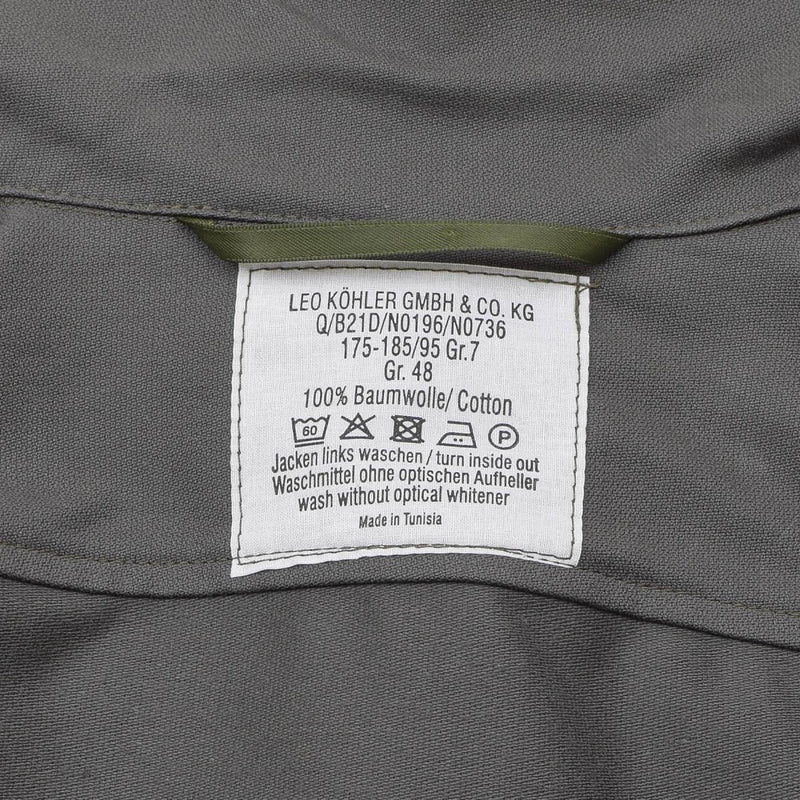 LEO KÖHLER GMBH & CO. KG
Q/B21D/N0196/N0736
175-185/95 Gr.7
Gr. 48
100% Baumwolle/ Cotton
60 P
Jacken links waschen / turn inside out
Waschmittel ohne optischen Aufheller
wash without optical whitener
Made in Tunisia